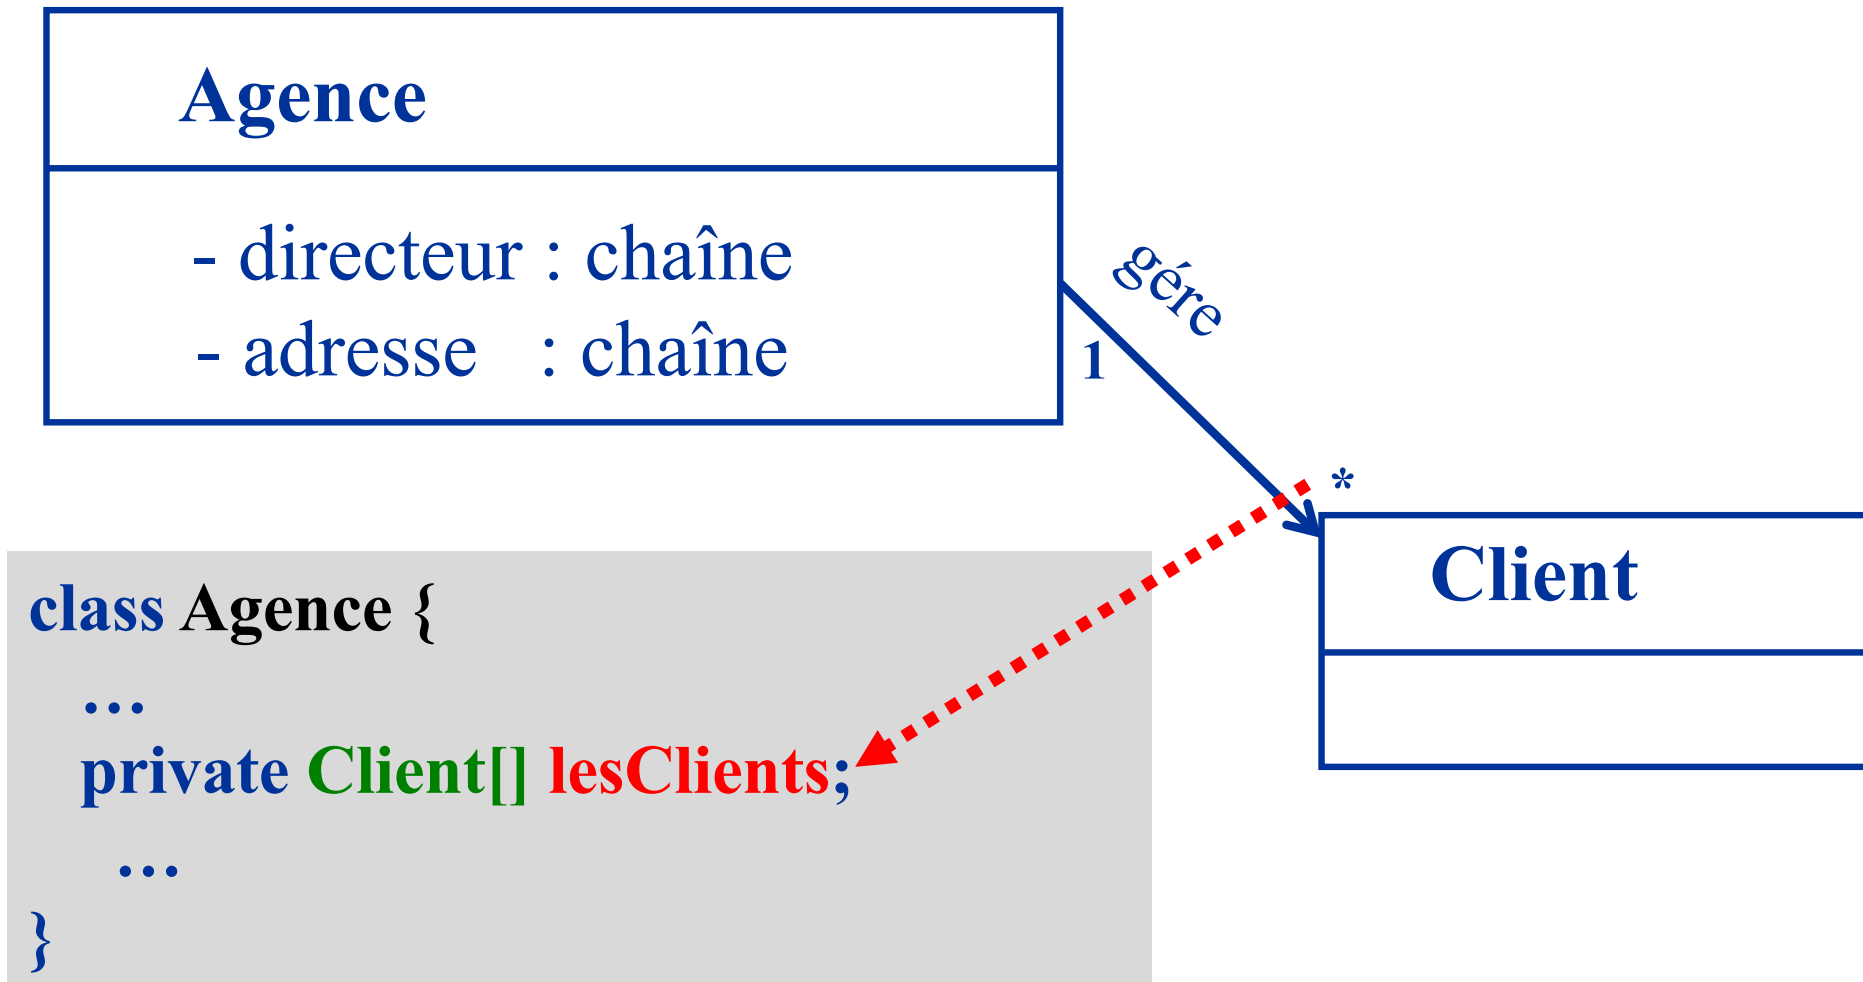 Agence
- directeur : chaîne
- adresse : chaîne
gére
1
*
Client
class Agence {
…
private Client[] lesClients;
…
}